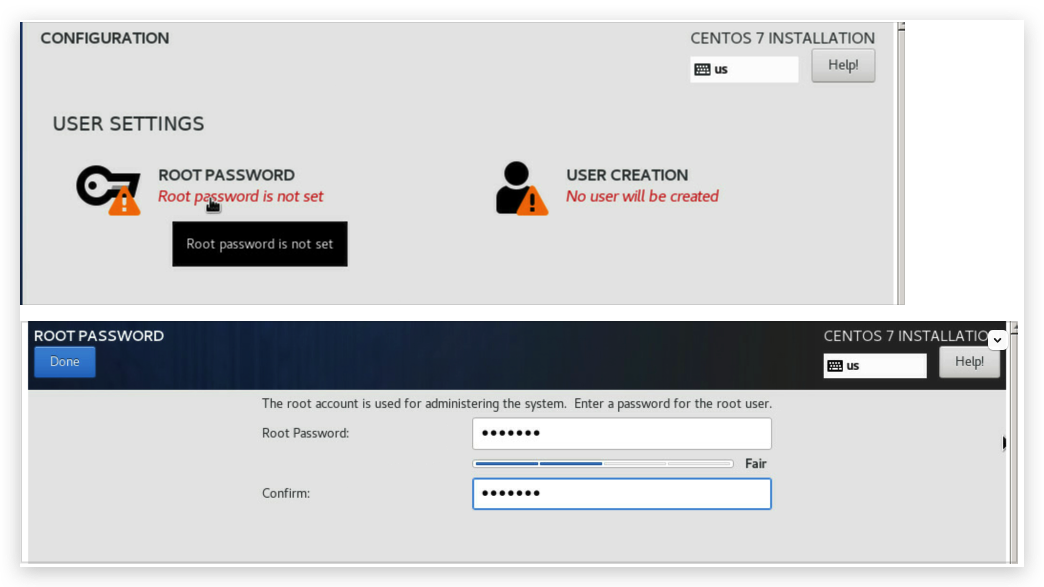 CONFIGURATION
CENTOS 7 INSTALLATION
us
Help!
USER SETTINGS
ROOT PASSWORD
Root password is not set
USER CREATION
No user will be created
Root password is not set
ROOT PASSWORD
CENTOS 7 INSTALLATIO
Done
us
Help!
The root account is used for administering the system. Enter a password for the root user.
Root Password: •••••••
Fair
Confirm: •••••••